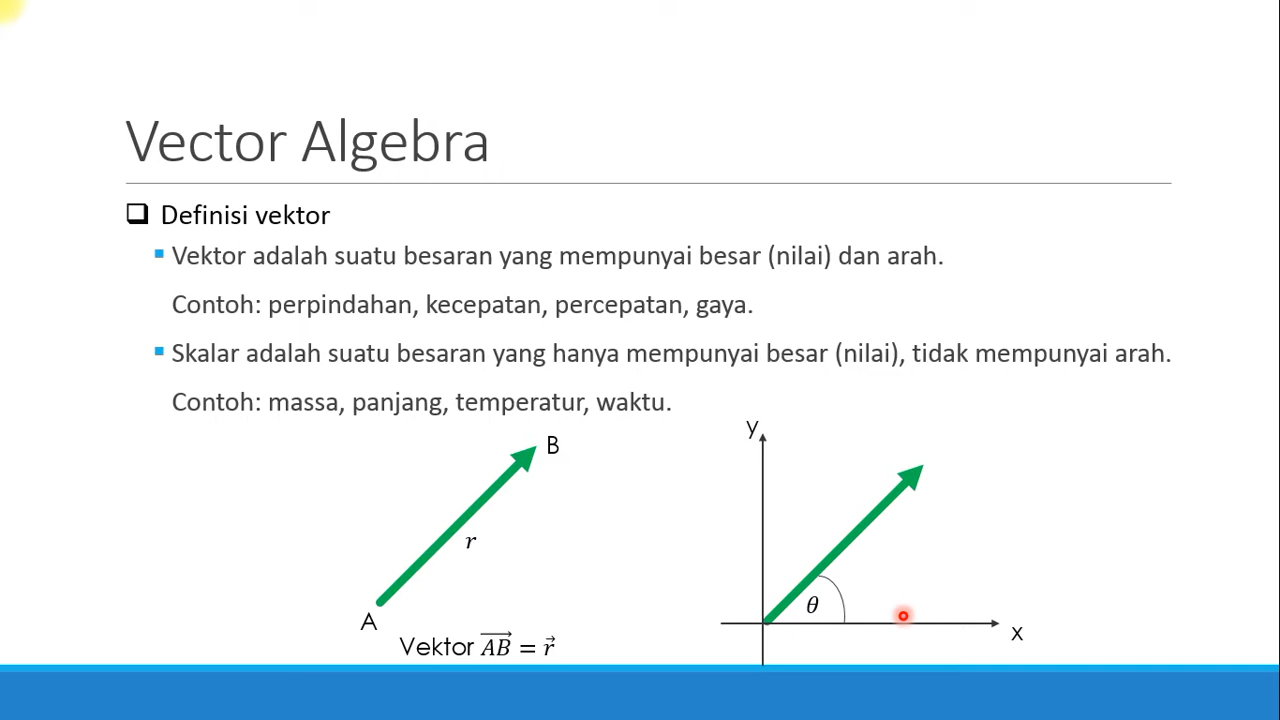 Vector Algebra
Definisi vektor
Vektor adalah suatu besaran yang mempunyai besar (nilai) dan arah.
Contoh: perpindahan, kecepatan, percepatan, gaya.
Skalar adalah suatu besaran yang hanya mempunyai besar (nilai), tidak mempunyai arah.
Contoh: massa, panjang, temperatur, waktu.
B
r
A
Vektor $\overrightarrow{AB} = \vec{r}$
y
θ
x